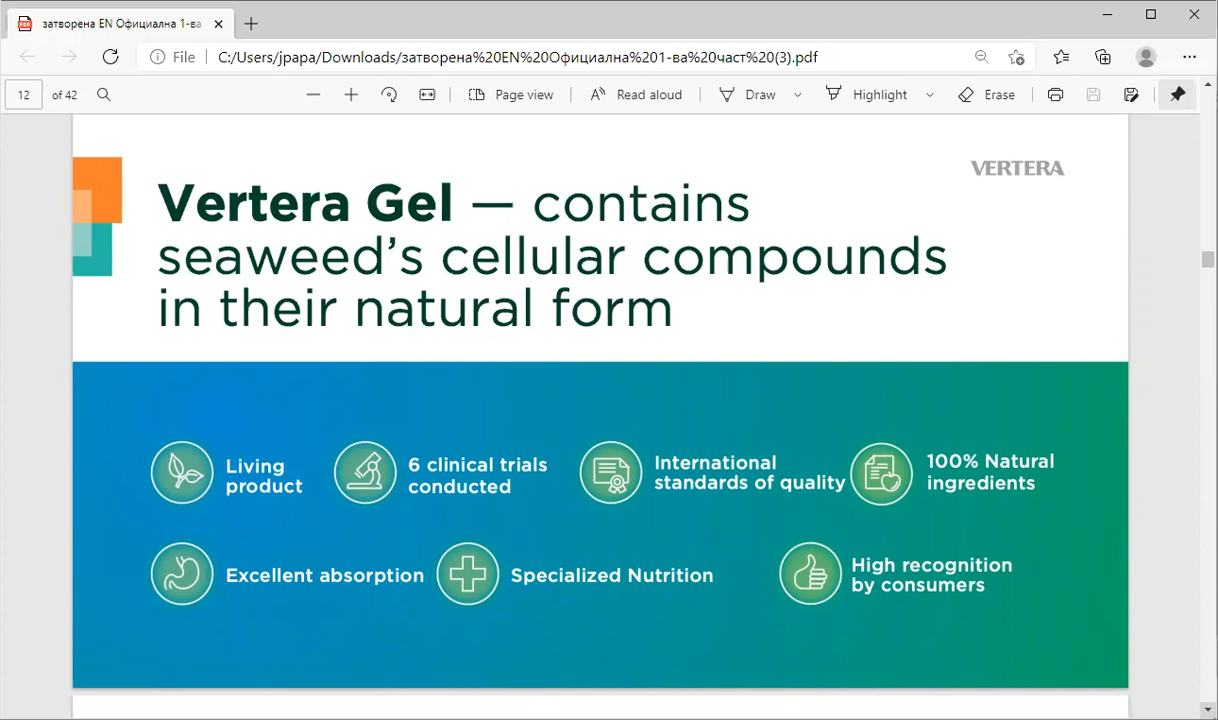 затворена EN Официална 1-ва
File
C:/Users/jpapa/Downloads/затворена%20EN%20Официална%201-ва%20част%20(3).pdf
12 of 42
Page view
Read aloud
Draw
Highlight
Erase
VERTERA
Vertera Gel — contains
seaweed’s cellular compounds
in their natural form
Living
product
6 clinical trials
conducted
International
standards of quality
100% Natural
ingredients
Excellent absorption
Specialized Nutrition
High recognition
by consumers